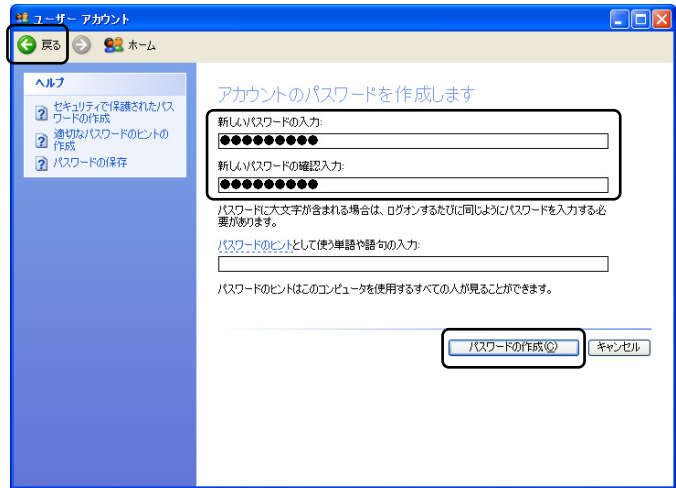 ユーザー アカウント
戻る
ホーム
ヘルプ
セキュリティで保護されたパス
ワードの作成
適切なパスワードのヒントの
作成
パスワードの保存
アカウントのパスワードを作成します
新しいパスワードの入力:
●●●●●●●●●
新しいパスワードの確認入力:
●●●●●●●●●
パスワードに大文字が含まれる場合は、ログオンするたびに同じようにパスワードを入力する必
要があります。
パスワードのヒントとして使う単語や語句の入力:
パスワードのヒントはこのコンピュータを使用するすべての人が見ることができます。
パスワードの作成(C)
キャンセル